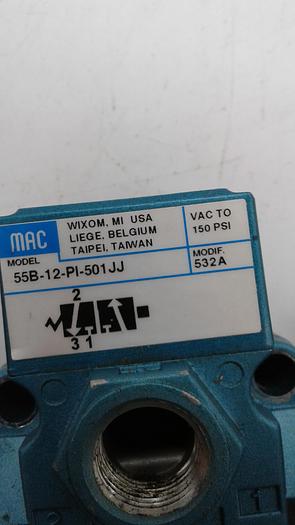 MAC
WIXOM, MI USA
LIEGE, BELGIUM
TAIPEI, TAIWAN
VAC TO
150 PSI
MODEL
55B-12-PI-501JJ
MODIF.
532A
2
3 1
1